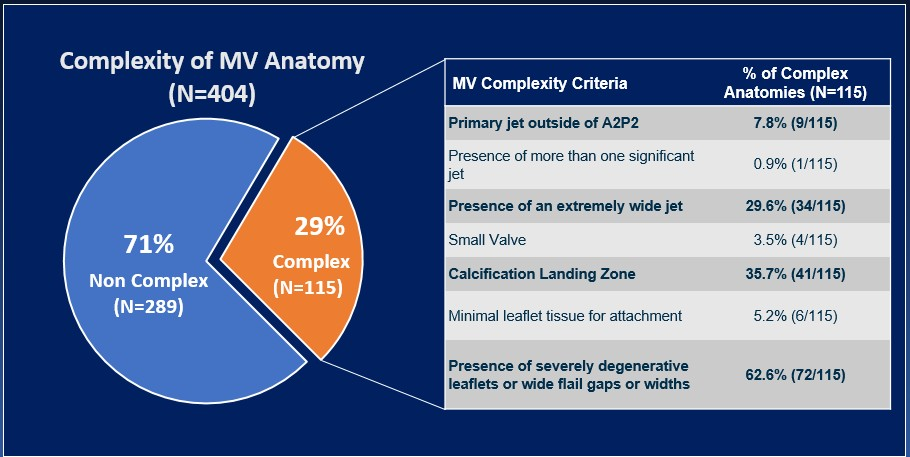 Complexity of MV Anatomy
(N=404)
71%
Non Complex
(N=289)
29%
Complex
(N=115)
MV Complexity Criteria
% of Complex
Anatomies (N=115)
Primary jet outside of A2P2
7.8% (9/115)
Presence of more than one significant
jet
0.9% (1/115)
Presence of an extremely wide jet
29.6% (34/115)
Small Valve
3.5% (4/115)
Calcification Landing Zone
35.7% (41/115)
Minimal leaflet tissue for attachment
5.2% (6/115)
Presence of severely degenerative
leaflets or wide flail gaps or widths
62.6% (72/115)